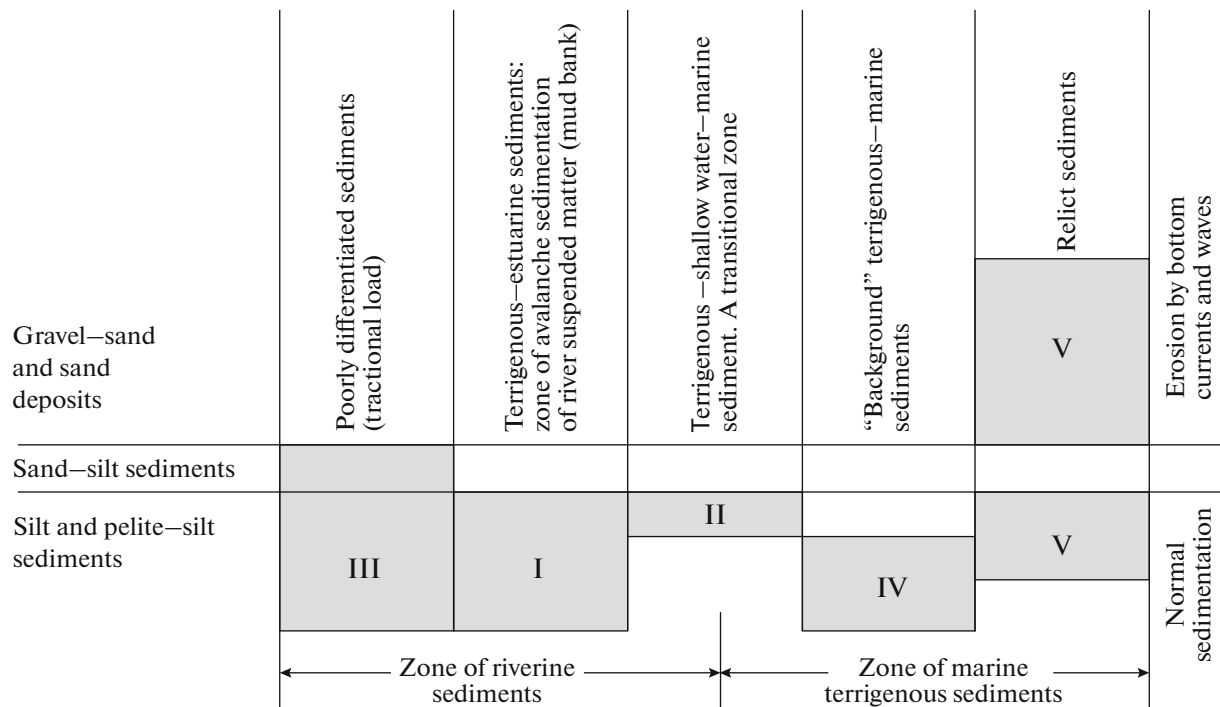 Poorly differentiated sediments
(tractional load)
Terrigenous—estuarine sediments:
zone of avalanche sedimentation
of river suspended matter (mud bank)
Terrigenous —shallow water—marine
sediment. A transitional zone
“Background” terrigenous—marine
sediments
Relict sediments
Erosion by bottom
currents and waves
Gravel—sand
and sand
deposits
V
Sand—silt sediments
Silt and pelite—silt
sediments
III
I
II
IV
V
Normal
sedimentation
Zone of riverine
sediments
Zone of marine
terrigenous sediments